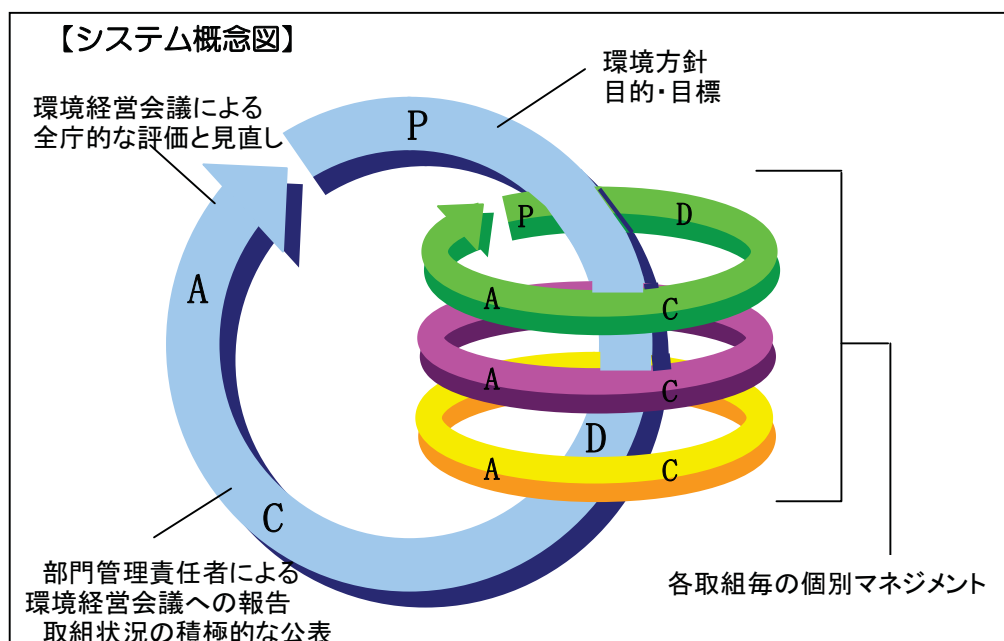 【システム概念図】
環境方針
目的・目標
環境経営会議による
全庁的な評価と見直し
P
P
D
A
A
C
A
C
D
A
C
C
部門管理責任者による
環境経営会議への報告
取組状況の積極的な公表
各取組毎の個別マネジメント